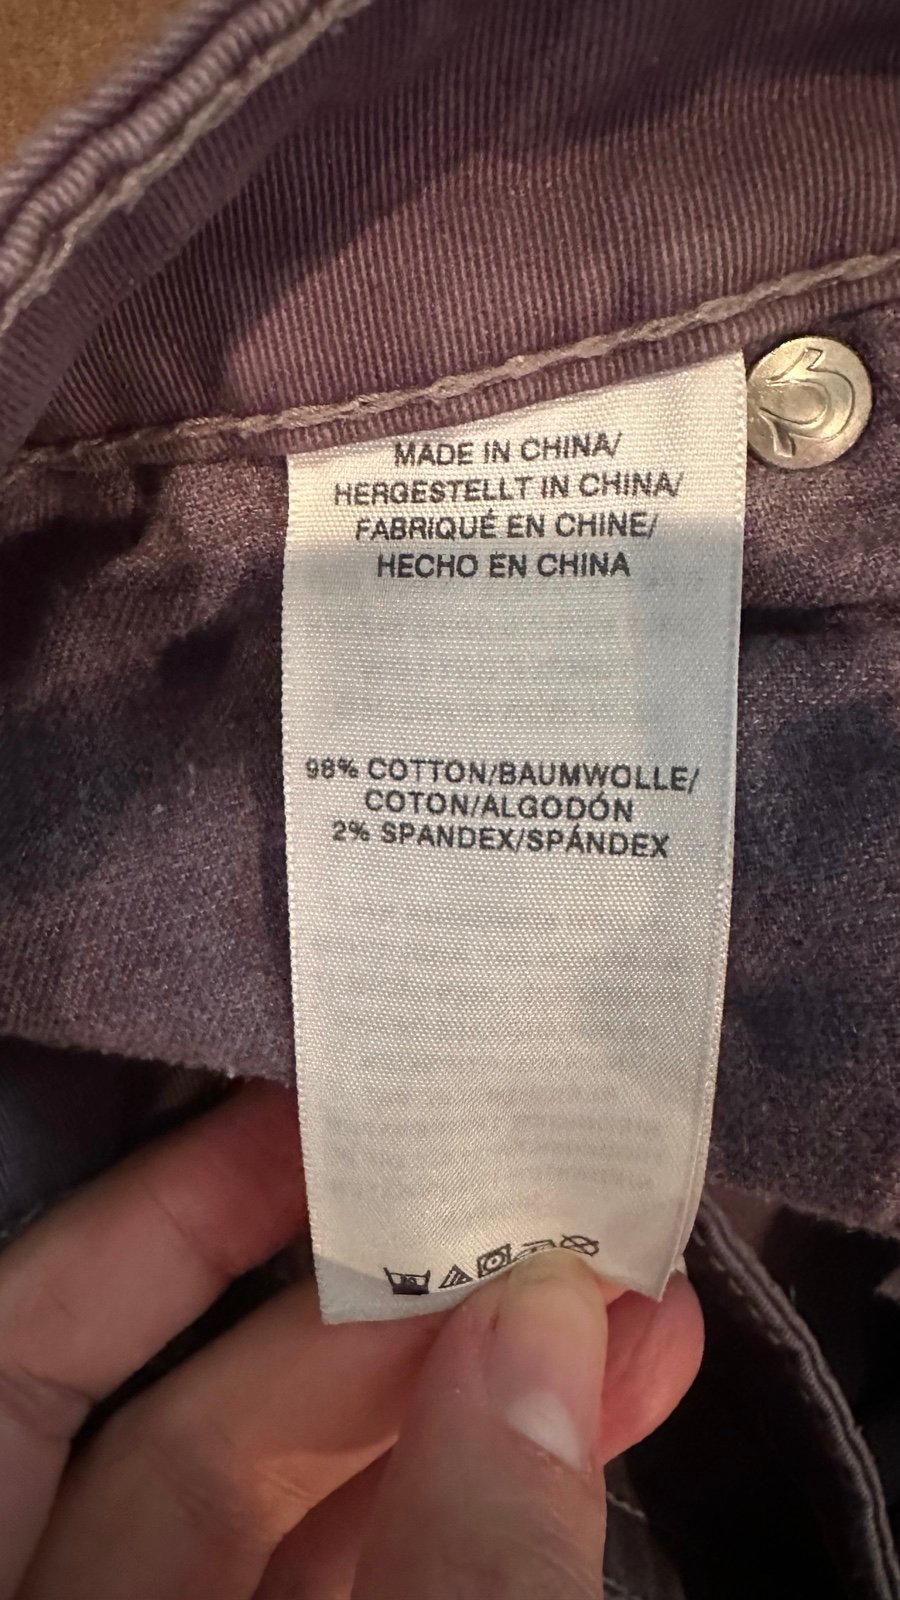 MADE IN CHINA/
HERGESTELLT IN CHINA/
FABRIQUÉ EN CHINE/
HECHO EN CHINA
98% COTTON/BAUMWOLLE/
COTON/ALGODÓN
2% SPANDEX/SPÁNDEX